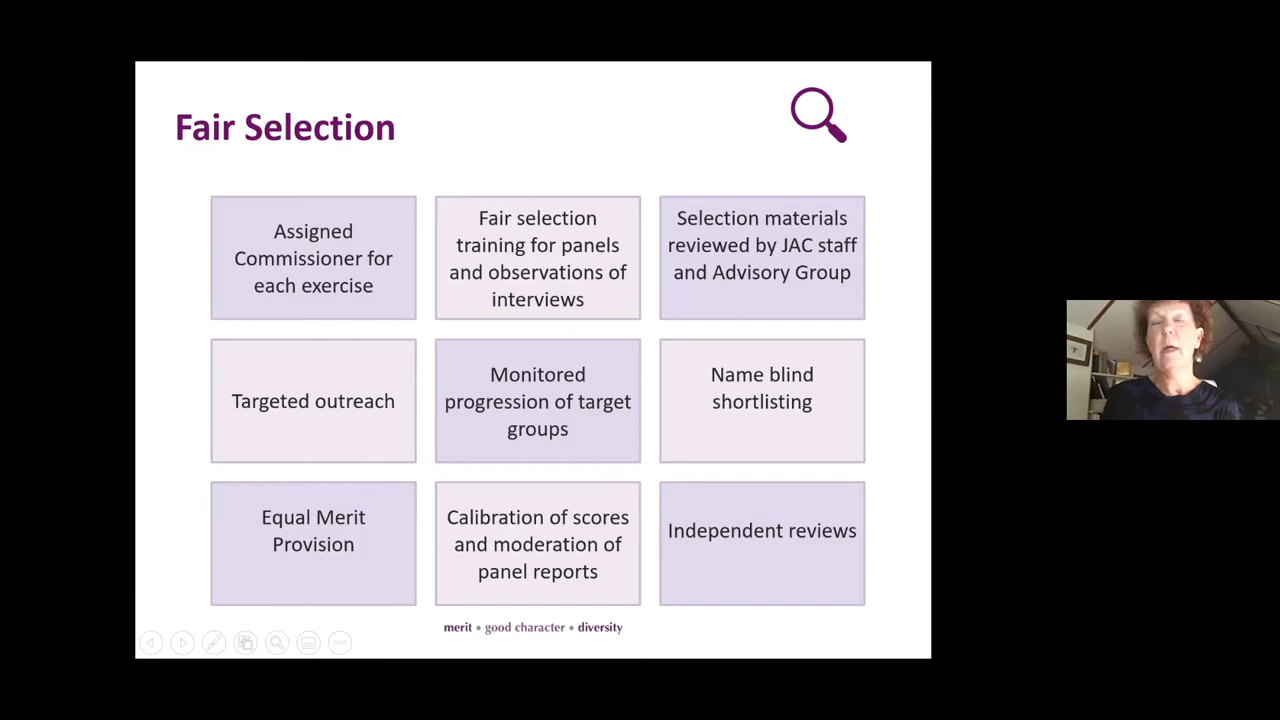 Fair Selection
Assigned
Commissioner for
each exercise
Fair selection
training for panels
and observations of
interviews
Selection materials
reviewed by JAC staff
and Advisory Group
Targeted outreach
Monitored
progression of target
groups
Name blind
shortlisting
Equal Merit
Provision
Calibration of scores
and moderation of
panel reports
Independent reviews
merit • good character • diversity